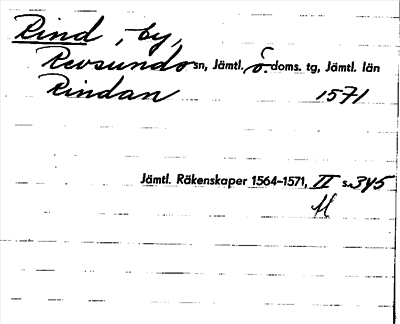 Rind, by,
Revsunds sn, Jämtl. ö. doms. tg, Jämtl. län
Rindan 1571
Jämtl. Räkenskaper 1564-1571, II s. 345